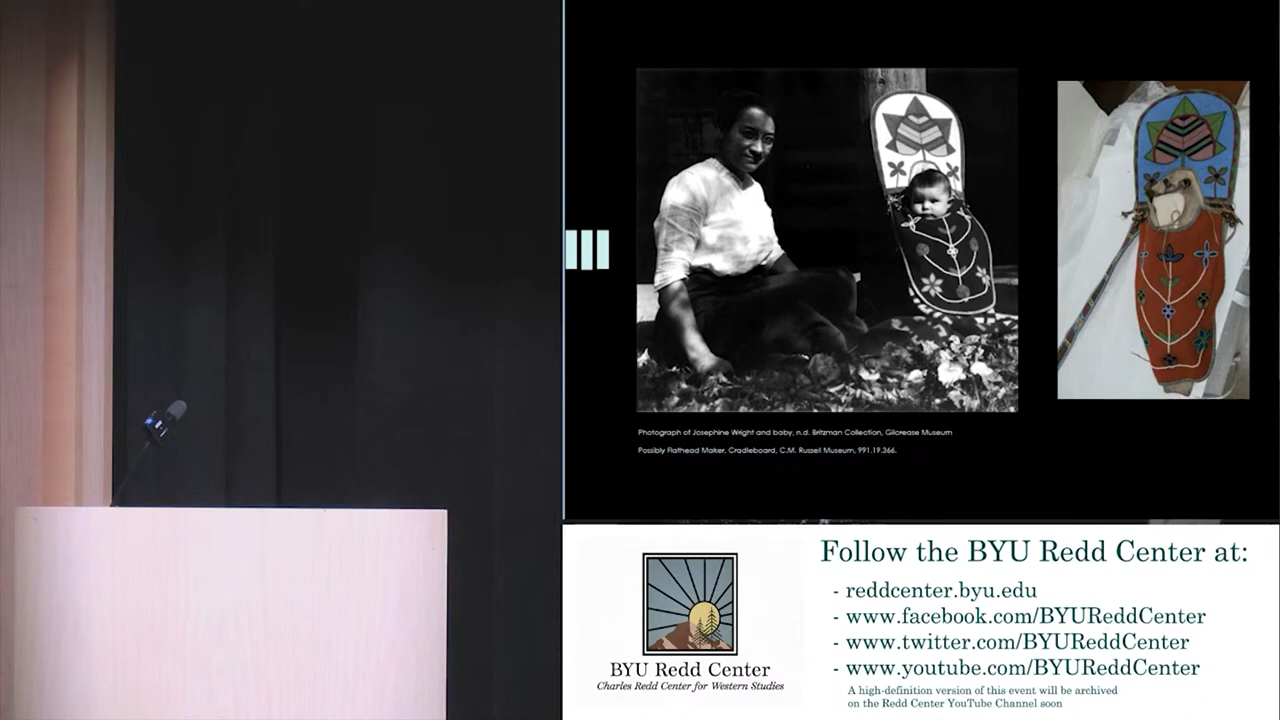 Photograph of Josephine Wright and baby, n.d. Britzman Collection, Gilcrease Museum
Possibly Flathead Maker, Cradleboard, C.M. Russell Museum, 991.19.366.
BYU Redd Center
Charles Redd Center for Western Studies
Follow the BYU Redd Center at:
- reddcenter.byu.edu
- www.facebook.com/BYUReddCenter
- www.twitter.com/BYUReddCenter
- www.youtube.com/BYUReddCenter
A high-definition version of this event will be archived
on the Redd Center YouTube Channel soon